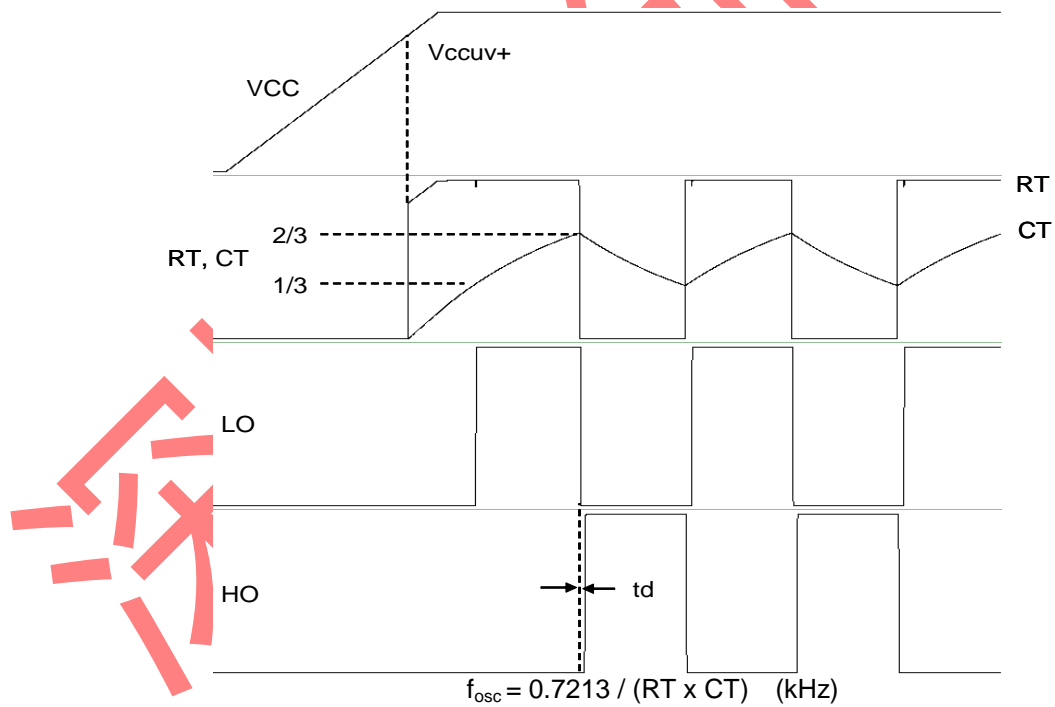 Vccuv+
VCC
RT
2/3
CT
RT, CT
1/3
LO
HO
td
fosc = 0.7213 / (RT x CT) (kHz)